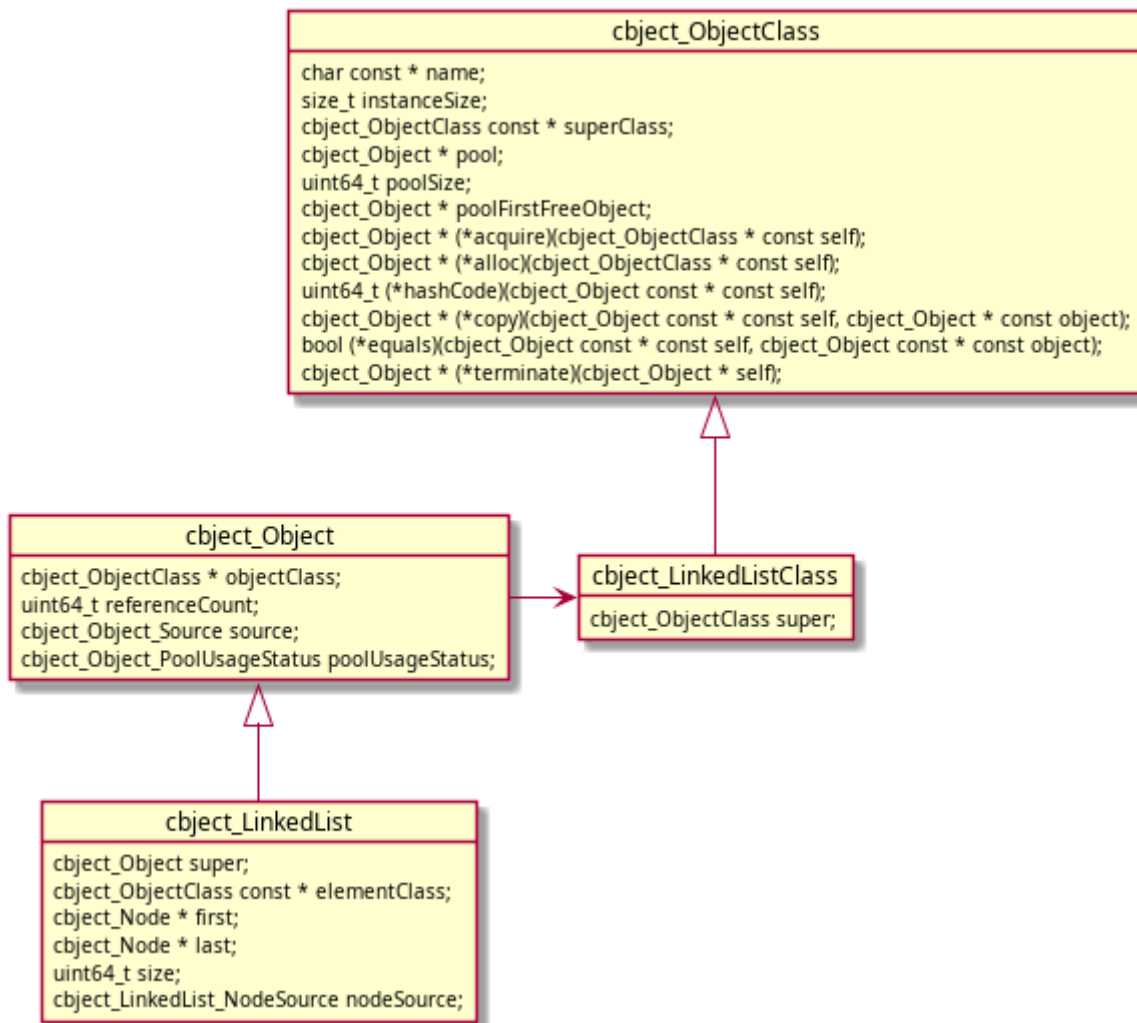 cbject_ObjectClass
char const * name;
size_t instanceSize;
cbject_ObjectClass const * superClass;
cbject_Object * pool;
uint64_t poolSize;
cbject_Object * poolFirstFreeObject;
cbject_Object * (*acquire)(cbject_ObjectClass * const self);
cbject_Object * (*alloc)(cbject_ObjectClass * const self);
uint64_t (*hashCode)(cbject_Object const * const self);
cbject_Object * (*copy)(cbject_Object const * const self, cbject_Object * const object);
bool (*equals)(cbject_Object const * const self, cbject_Object const * const object);
cbject_Object * (*terminate)(cbject_Object * self);
cbject_Object
cbject_ObjectClass * objectClass;
uint64_t referenceCount;
cbject_Object_Source source;
cbject_Object_PoolUsageStatus poolUsageStatus;
cbject_LinkedListClass
cbject_ObjectClass super;
cbject_LinkedList
cbject_Object super;
cbject_ObjectClass const * elementClass;
cbject_Node * first;
cbject_Node * last;
uint64_t size;
cbject_LinkedList_NodeSource nodeSource;